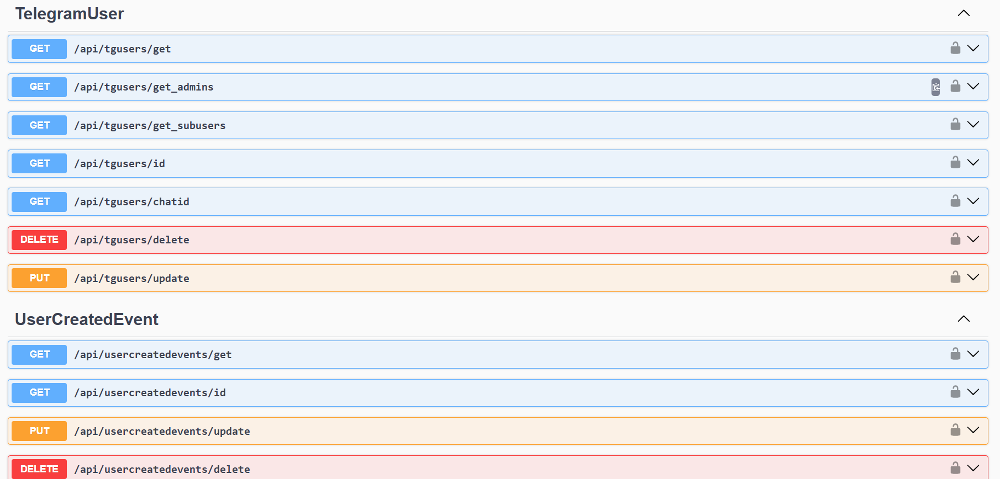 TelegramUser
GET /api/tgusers/get
GET /api/tgusers/get_admins
GET /api/tgusers/get_subusers
GET /api/tgusers/id
GET /api/tgusers/chatid
DELETE /api/tgusers/delete
PUT /api/tgusers/update
UserCreatedEvent
GET /api/usercreatedevents/get
GET /api/usercreatedevents/id
PUT /api/usercreatedevents/update
DELETE /api/usercreatedevents/delete